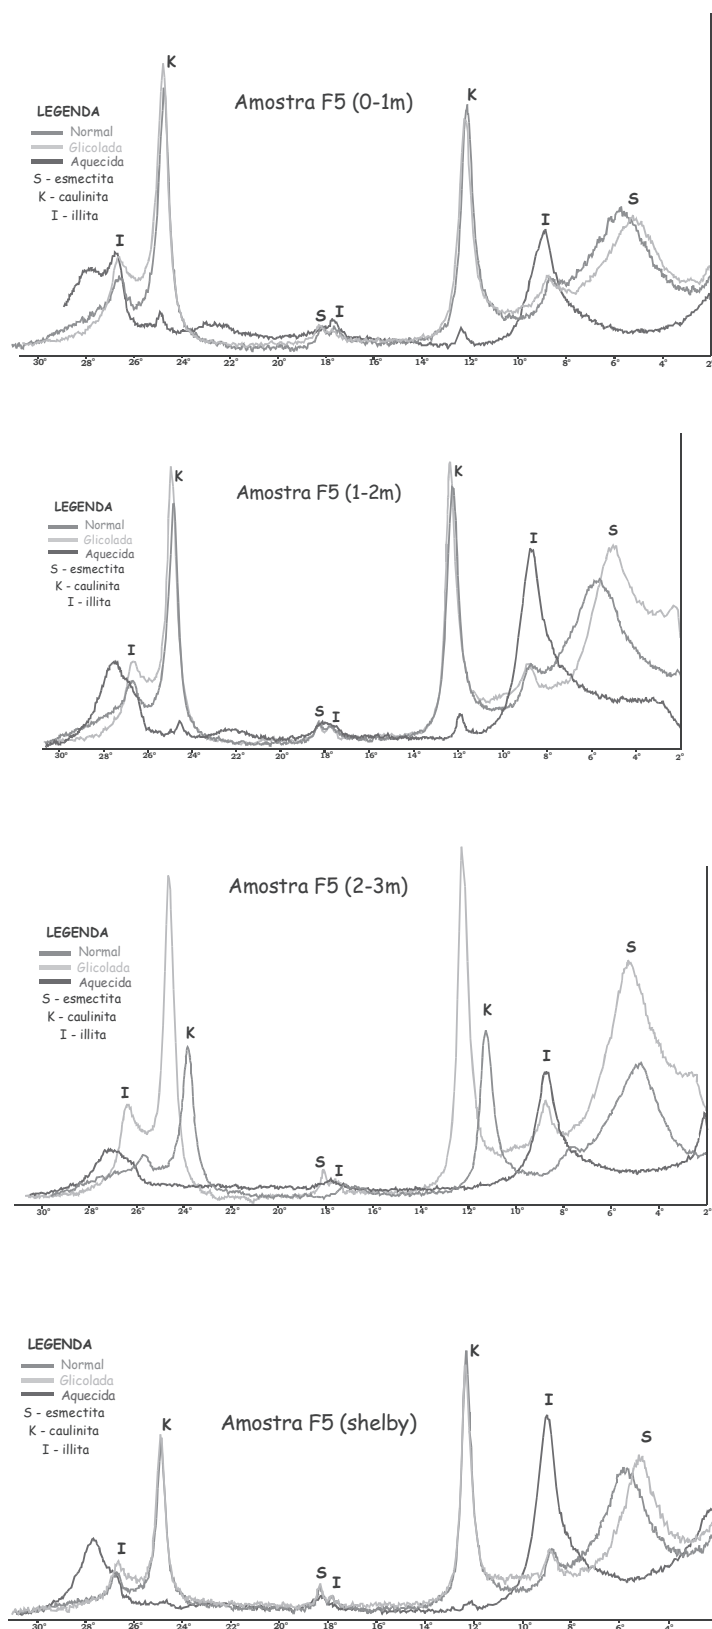 K
Amostra F5 (0-1m)
K
LEGENDA
Normal
Glicolada
Aquecida
S - esmectita
K - caulinita
I - illita
S
I
I
S I
30° 28° 26° 24° 22° 20° 18° 16° 14° 12° 10° 8° 6° 4° 2°
K
K
Amostra F5 (1-2m)
LEGENDA
Normal
Glicolada
Aquecida
S - esmectita
K - caulinita
I - illita
I
S
I
S I
30° 28° 26° 24° 22° 20° 18° 16° 14° 12° 10° 8° 6° 4° 2°
Amostra F5 (2-3m)
LEGENDA
Normal
Glicolada
Aquecida
S - esmectita
K - caulinita
I - illita
S
K
K
I
I
S I
30° 28° 26° 24° 22° 20° 18° 16° 14° 12° 10° 8° 6° 4° 2°
LEGENDA
Normal
Glicolada
Aquecida
S - esmectita
K - caulinita
I - illita
K
I
K
Amostra F5 (shelby)
S
I
S I
30° 28° 26° 24° 22° 20° 18° 16° 14° 12° 10° 8° 6° 4°